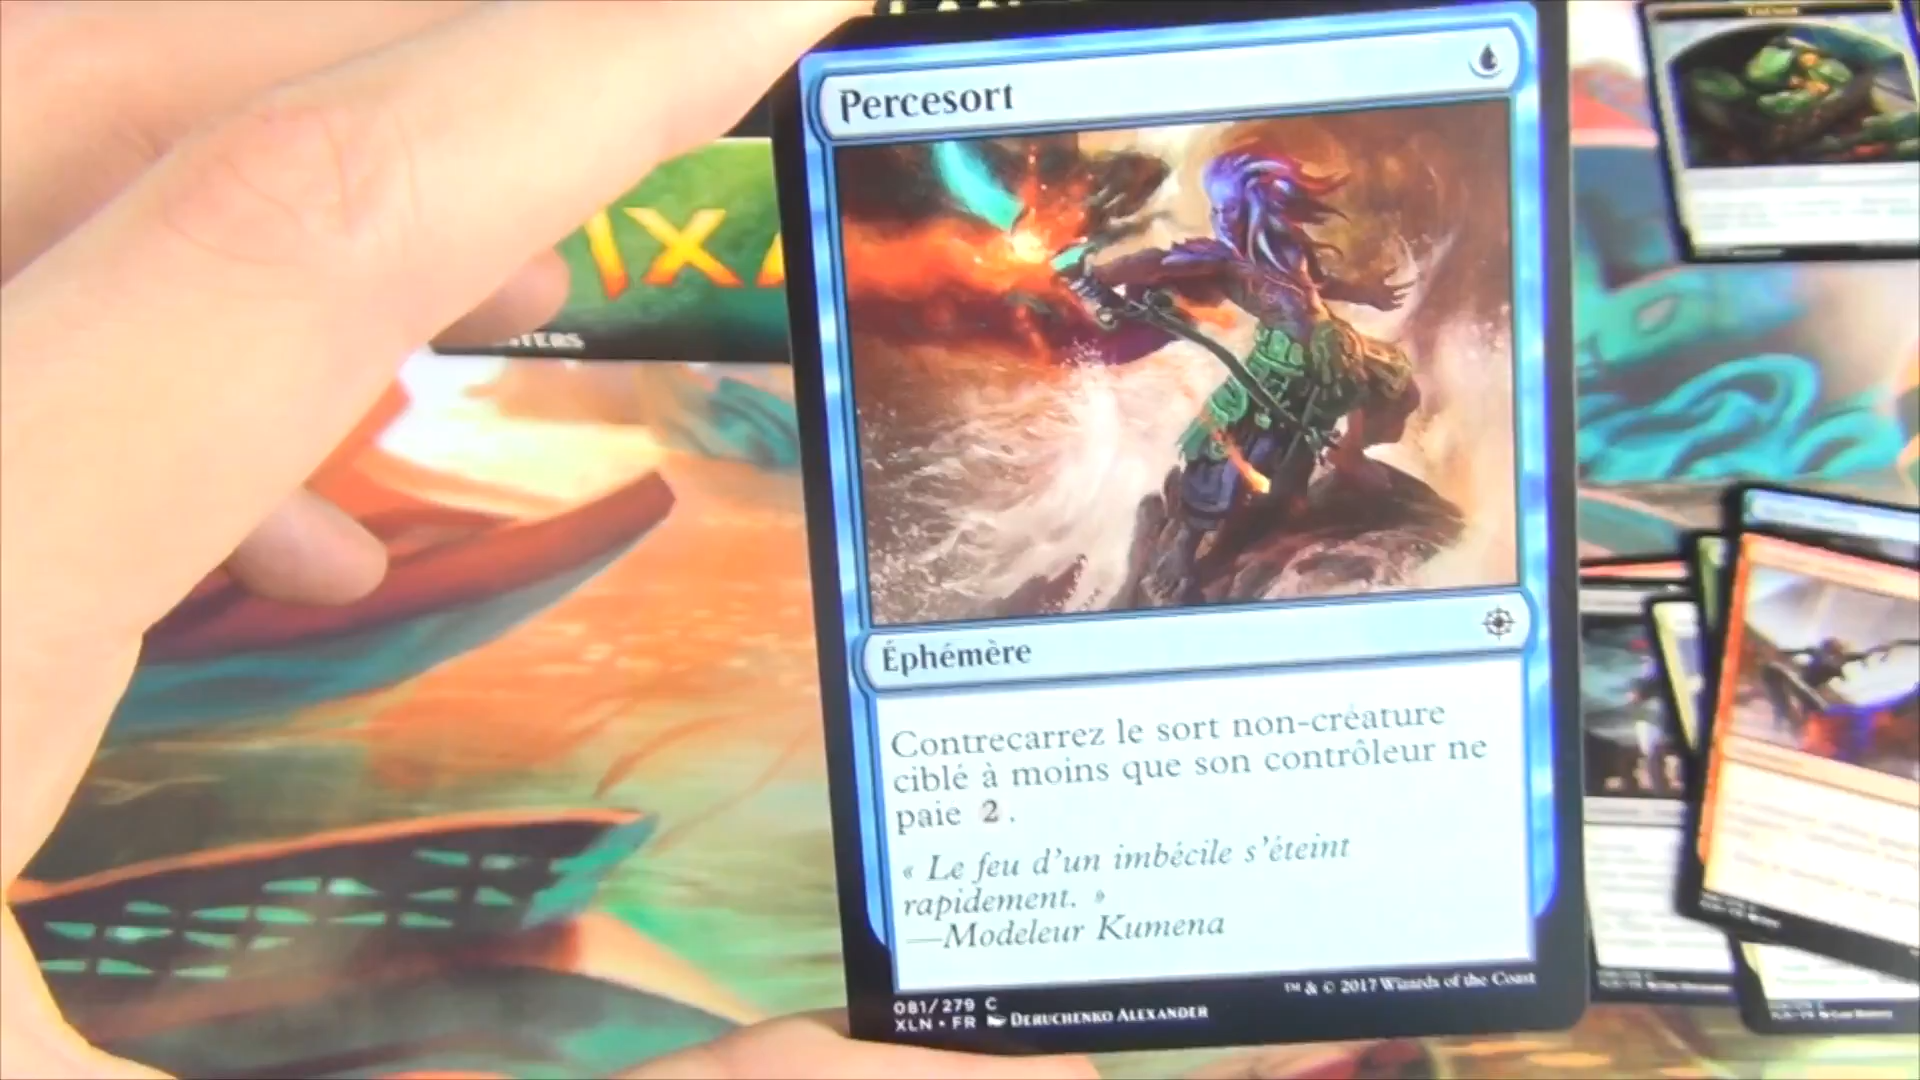 Percesort
IXA
Éphémère
Contrecarrez le sort non-créature
ciblé à moins que son contrôleur ne
paie 2.
« Le feu d'un imbécile s'éteint
rapidement. »
—Modeleur Kumena
081/279 C
XLN • FR Deruchenko Alexander
™ & © 2017 Wizards of the Coast